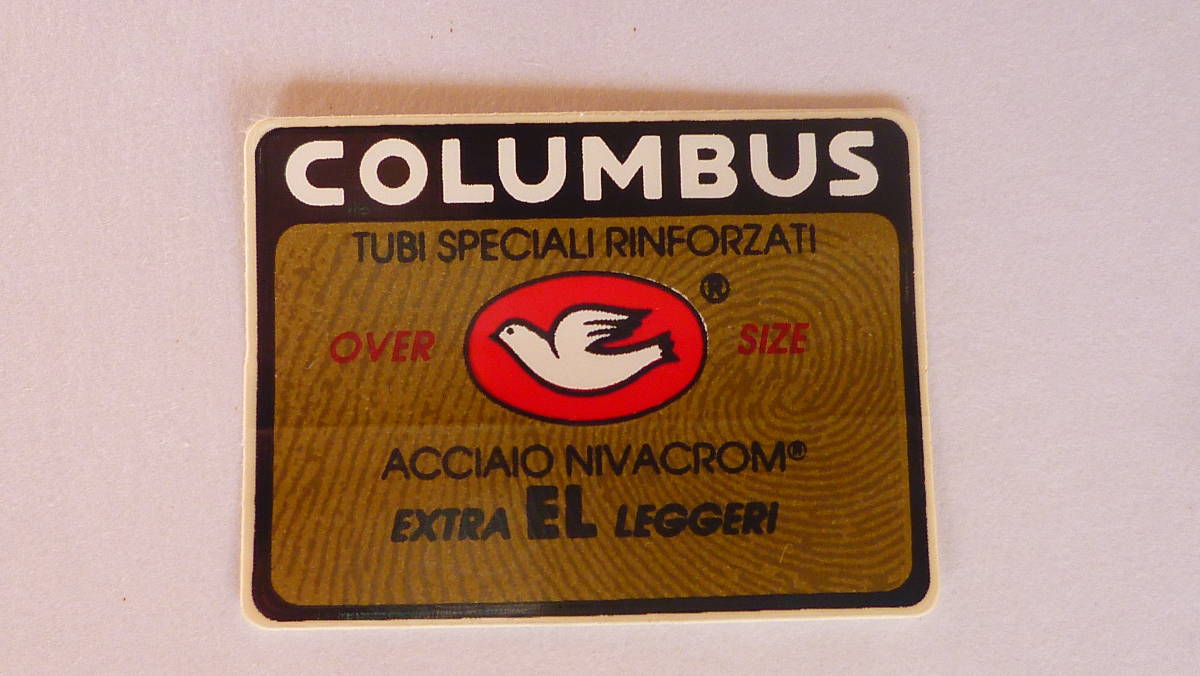 COLUMBUS
TUBI SPECIALI RINFORZATI
®
OVER SIZE
ACCIAIO NIVACROM®
EXTRA EL LEGGERI